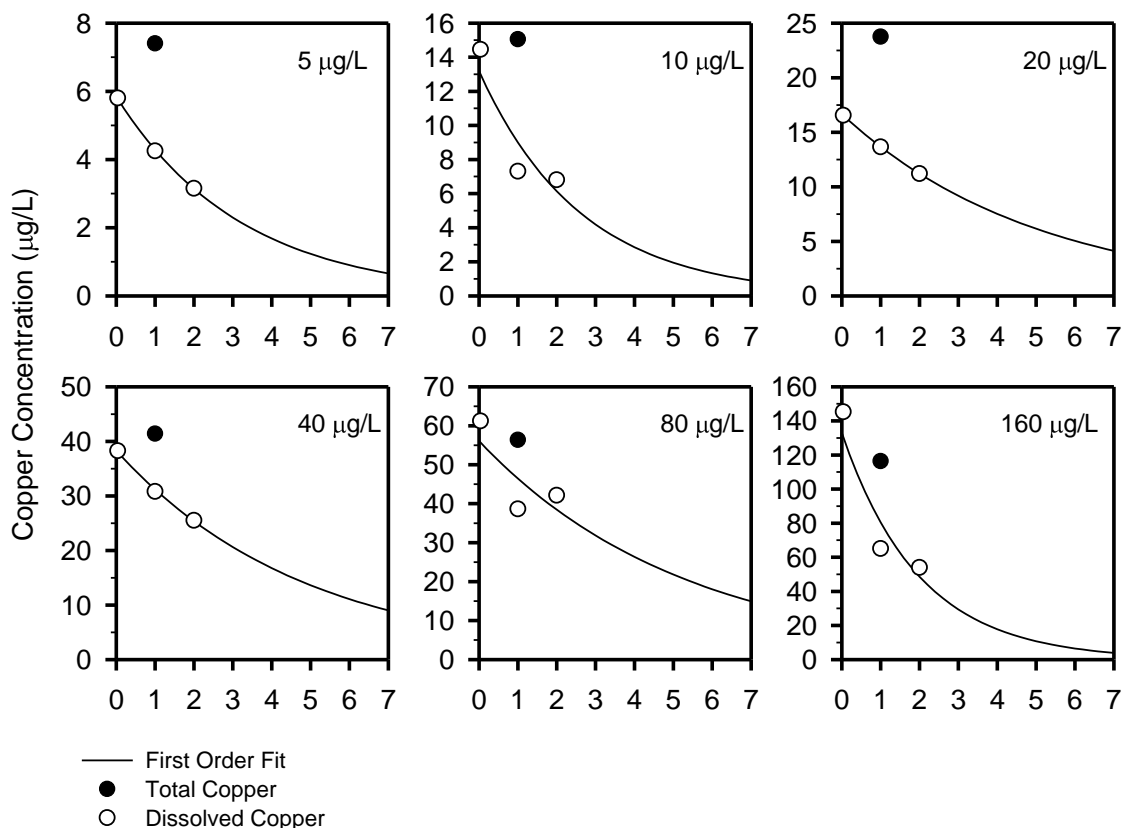 8
6
4
2
0
5 μg/L
0 1 2 3 4 5 6 7
16
14
12
10
8
6
4
2
0
10 μg/L
0 1 2 3 4 5 6 7
25
20
15
10
5
0
20 μg/L
0 1 2 3 4 5 6 7
Copper Concentration (μg/L)
50
40
30
20
10
0
40 μg/L
0 1 2 3 4 5 6 7
70
60
50
40
30
20
10
0
80 μg/L
0 1 2 3 4 5 6 7
160
140
120
100
80
60
40
20
0
160 μg/L
0 1 2 3 4 5 6 7
First Order Fit
Total Copper
Dissolved Copper